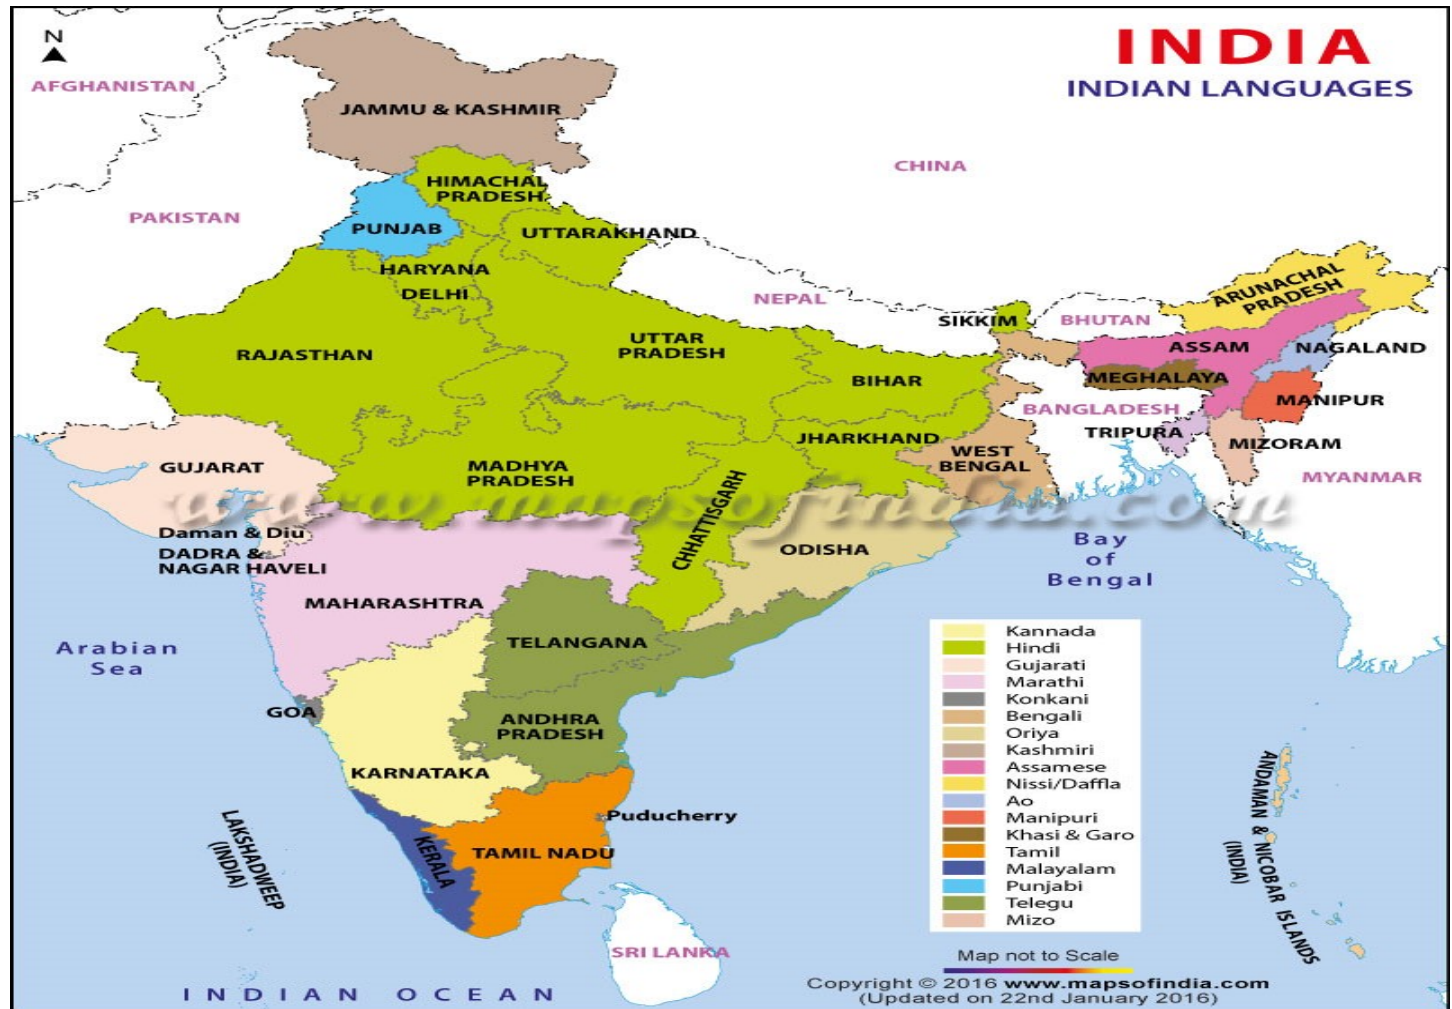 N
INDIA
INDIAN LANGUAGES
AFGHANISTAN
JAMMU & KASHMIR
CHINA
HIMACHAL
PRADESH
PAKISTAN
PUNJAB
UTTARAKHAND
HARYANA
DELHI
NEPAL
ARUNACHAL
PRADESH
SIKKIM
BHUTAN
RAJASTHAN
UTTAR
PRADESH
ASSAM
NAGALAND
BIHAR
MEGHALAYA
MANIPUR
BANGLADESH
JHARKHAND
TRIPURA
MIZORAM
GUJARAT
MADHYA
PRADESH
WEST
BENGAL
MYANMAR
www.mapsofindia.com
CHHATTISGARH
Daman & Diu
DADRA &
NAGAR HAVELI
ODISHA
Bay
of
Bengal
MAHARASHTRA
Arabian
Sea
TELANGANA
GOA
ANDHRA
PRADESH
KARNATAKA
Puducherry
LAKSHADWEEP
(INDIA)
KERALA
TAMIL NADU
ANDAMAN & NICOBAR ISLANDS
(INDIA)
SRI LANKA
INDIAN OCEAN
Kannada
Hindi
Gujarati
Marathi
Konkani
Bengali
Oriya
Kashmiri
Assamese
Nissi/Daffla
Ao
Manipuri
Khasi & Garo
Tamil
Malayalam
Punjabi
Telegu
Mizo
Map not to Scale
Copyright © 2016 www.mapsofindia.com
(Updated on 22nd January 2016)